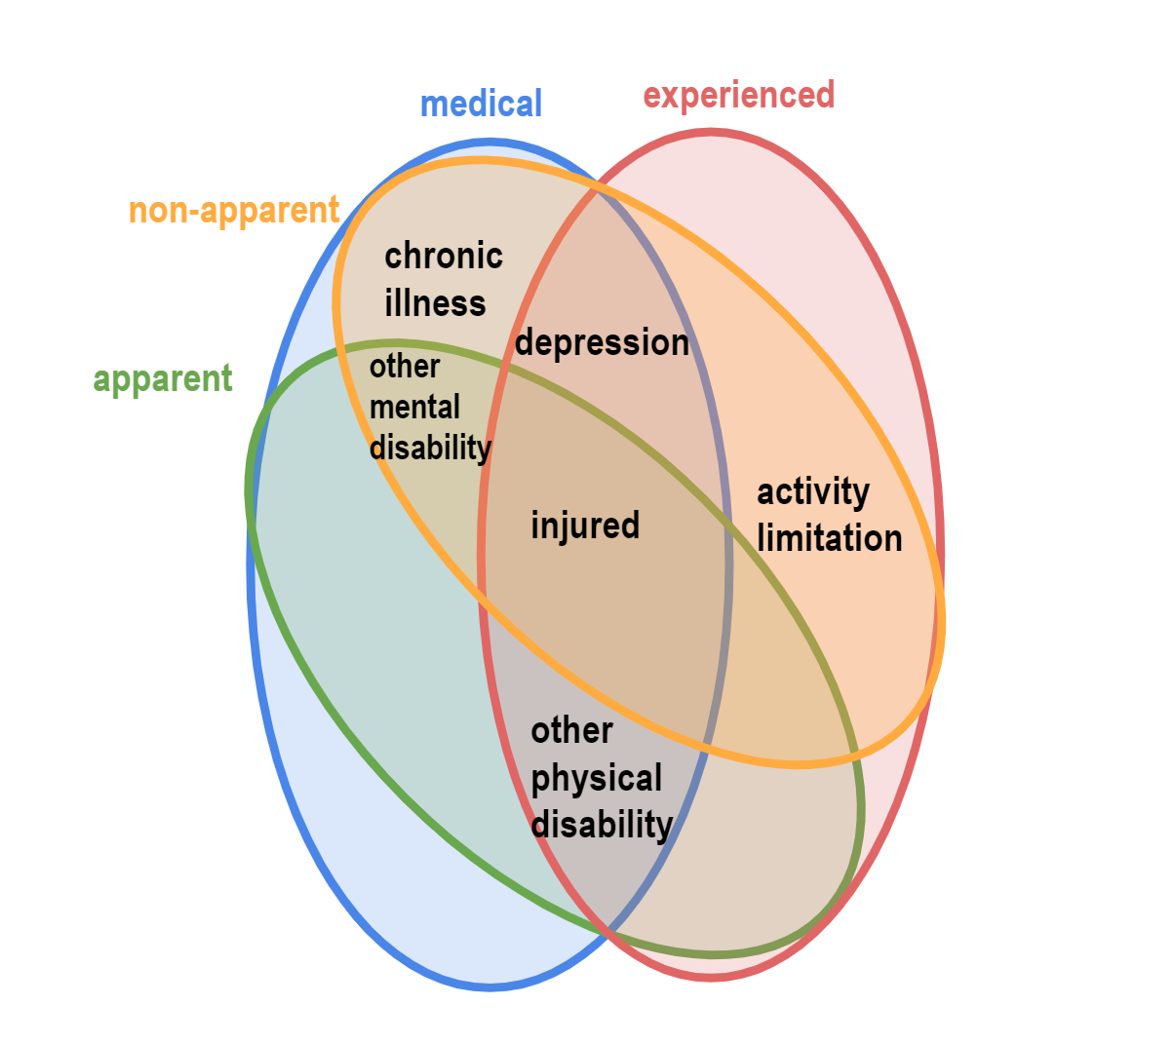 experienced
medical
non-apparent
chronic
illness
depression
other
mental
disability
apparent
activity
limitation
injured
other
physical
disability